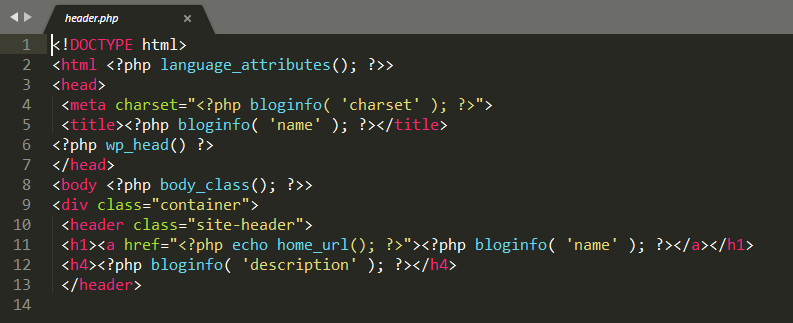 header.php ×
1 <!DOCTYPE html>
2 <html <?php language_attributes(); ?>>
3 <head>
4  <meta charset="<?php bloginfo( 'charset' ); ?>">
5  <title><?php bloginfo( 'name' ); ?></title>
6 <?php wp_head() ?>
7 </head>
8 <body <?php body_class(); ?>>
9 <div class="container">
10  <header class="site-header">
11  <h1><a href="<?php echo home_url(); ?>"><?php bloginfo( 'name' ); ?></a></h1>
12  <h4><?php bloginfo( 'description' ); ?></h4>
13  </header>
14